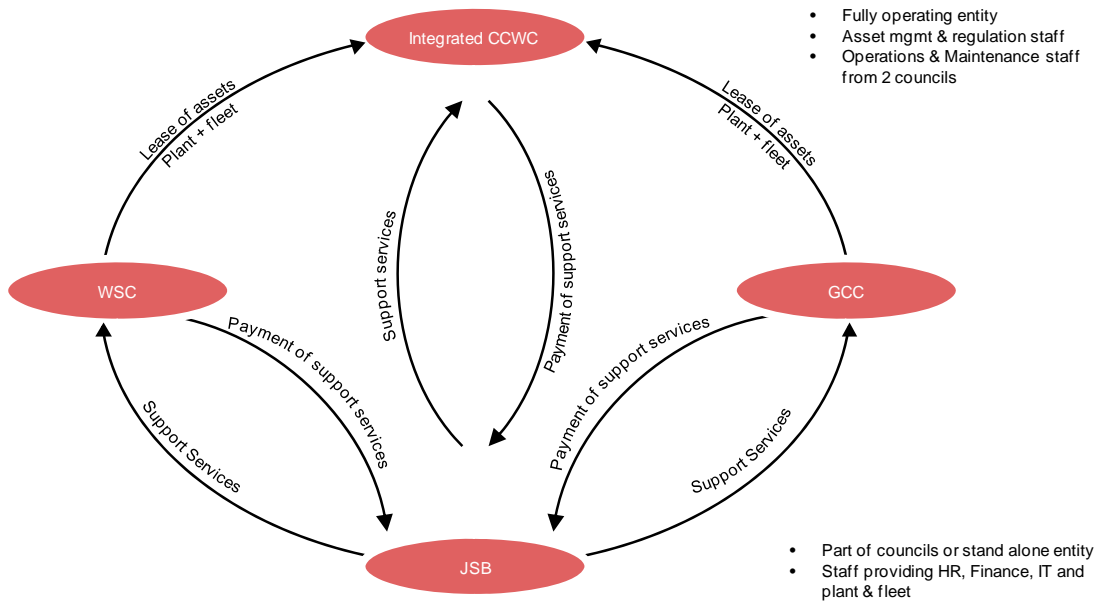 Integrated CCWC
• Fully operating entity
• Asset mgmt & regulation staff
• Operations & Maintenance staff
from 2 councils
Lease of assets
Plant + fleet
Lease of assets
Plant + fleet
Support services
Payment of support services
WSC
GCC
Payment of support services
Payment of support services
Support Services
Support Services
JSB
• Part of councils or stand alone entity
• Staff providing HR, Finance, IT and
plant & fleet